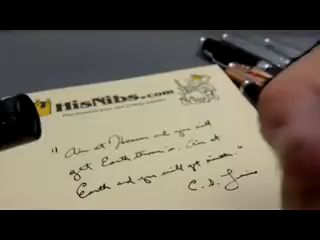 HisNibs.com
"Aim at Heaven and you will
get Earth thrown in. Aim at
Earth and you will get neither."
C. S. Lewis